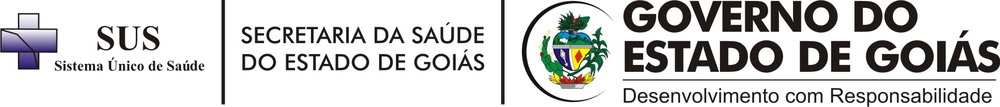 SUS
Sistema Único de Saúde
SECRETARIA DA SAÚDE
DO ESTADO DE GOIÁS
GOVERNO DO
ESTADO DE GOIÁS
Desenvolvimento com Responsabilidade